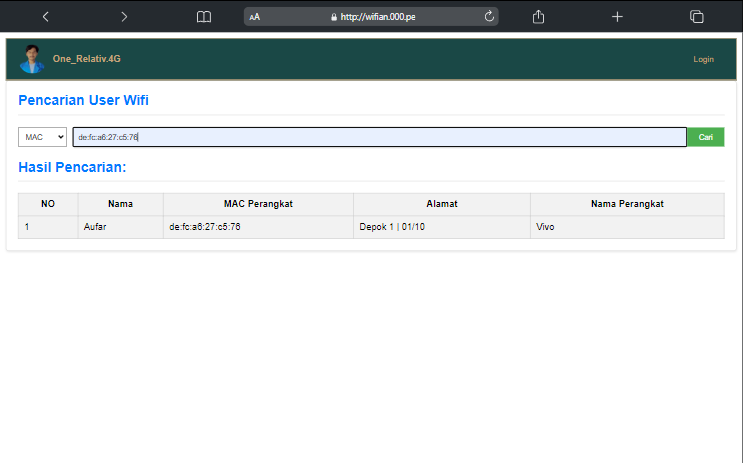 AA http://wifian.000.pe
One_Relativ.4G Login
Pencarian User Wifi
MAC de:fc:a6:27:c5:76 Cari
Hasil Pencarian:
NO Nama MAC Perangkat Alamat Nama Perangkat
1 Aufar de:fc:a6:27:c5:76 Depok 1 | 01/10 Vivo